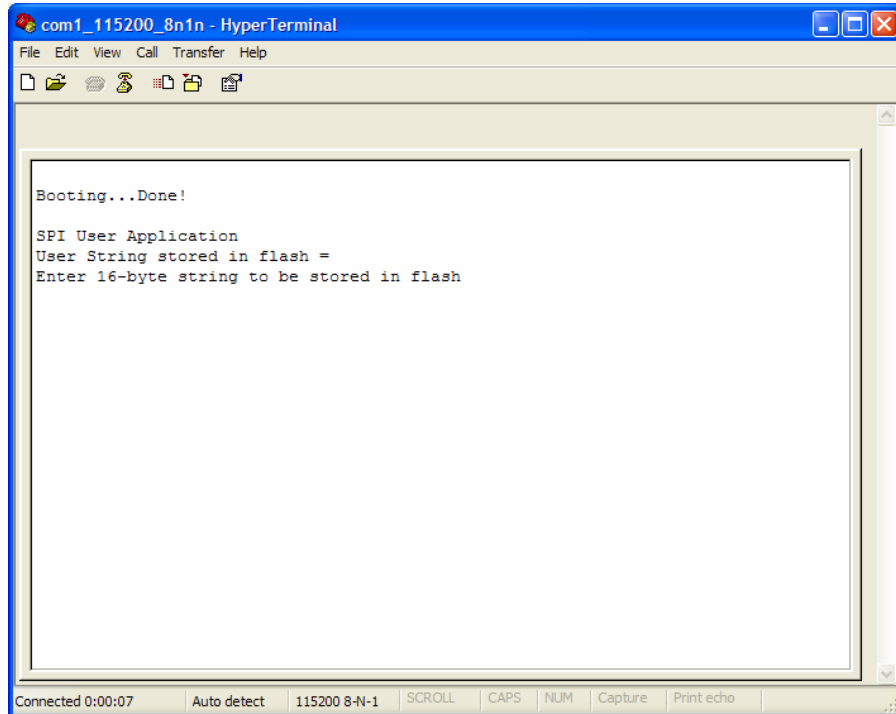 com1_115200_8n1n - HyperTerminal
File Edit View Call Transfer Help
Booting...Done!
SPI User Application
User String stored in flash =
Enter 16-byte string to be stored in flash
Connected 0:00:07 Auto detect 115200 8-N-1 SCROLL CAPS NUM Capture Print echo